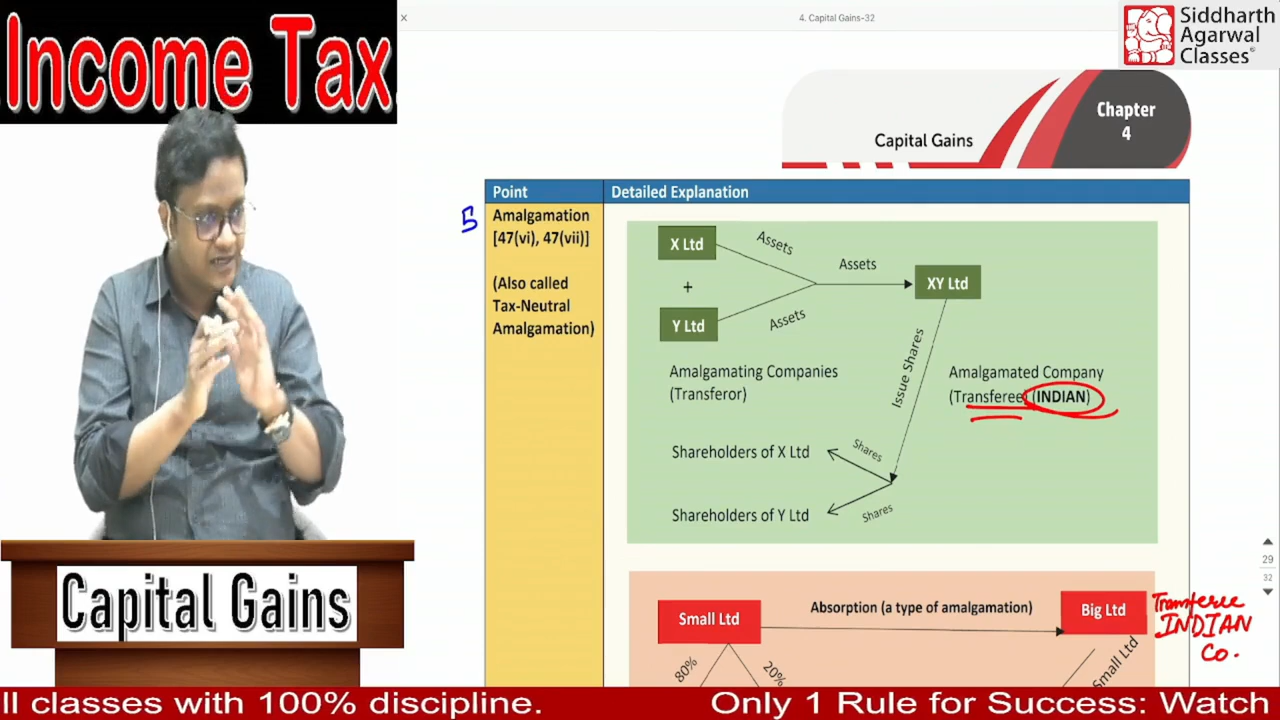 Income Tax
4. Capital Gains-32
Siddharth
Agarwal
Classes
Chapter
4
Capital Gains
Point
Detailed Explanation
5
Amalgamation
[47(vi), 47(vii)]
(Also called
Tax-Neutral
Amalgamation)
X Ltd
Assets
+
Assets
XY Ltd
Y Ltd
Assets
Issue Shares
Amalgamating Companies
(Transferor)
Amalgamated Company
(Transferee) (INDIAN)
Shareholders of X Ltd
Shares
Shareholders of Y Ltd
Shares
29
32
Small Ltd
Absorption (a type of amalgamation)
Big Ltd
Transferee
INDIAN
Co.
80%
20%
Small Ltd
Capital Gains
ll classes with 100% discipline.
Only 1 Rule for Success: Watch